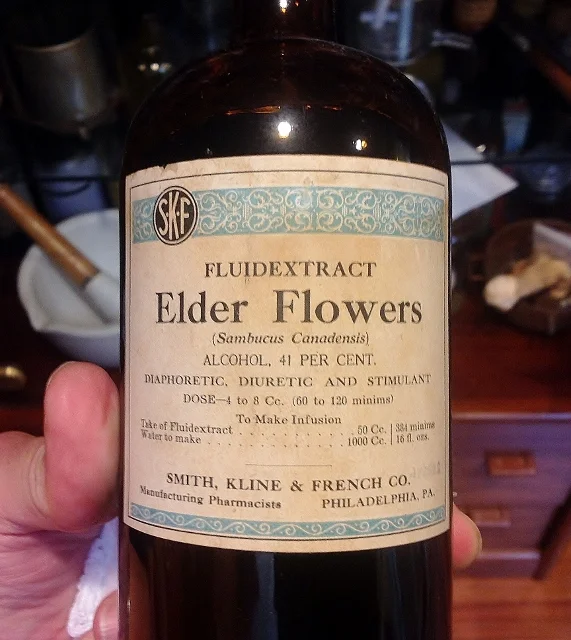 SKF
FLUIDEXTRACT
Elder Flowers
(Sambucus Canadensis)
ALCOHOL, 41 PER CENT.
DIAPHORETIC, DIURETIC AND STIMULANT
DOSE—4 to 8 Cc. (60 to 120 minims)
To Make Infusion
Take of Fluidextract . . . . . . . . . . . 50 Cc. | 384 minims
Water to make . . . . . . . . . . . 1000 Cc. | 16 fl. ozs.
SMITH, KLINE & FRENCH CO.
Manufacturing Pharmacists PHILADELPHIA, PA.